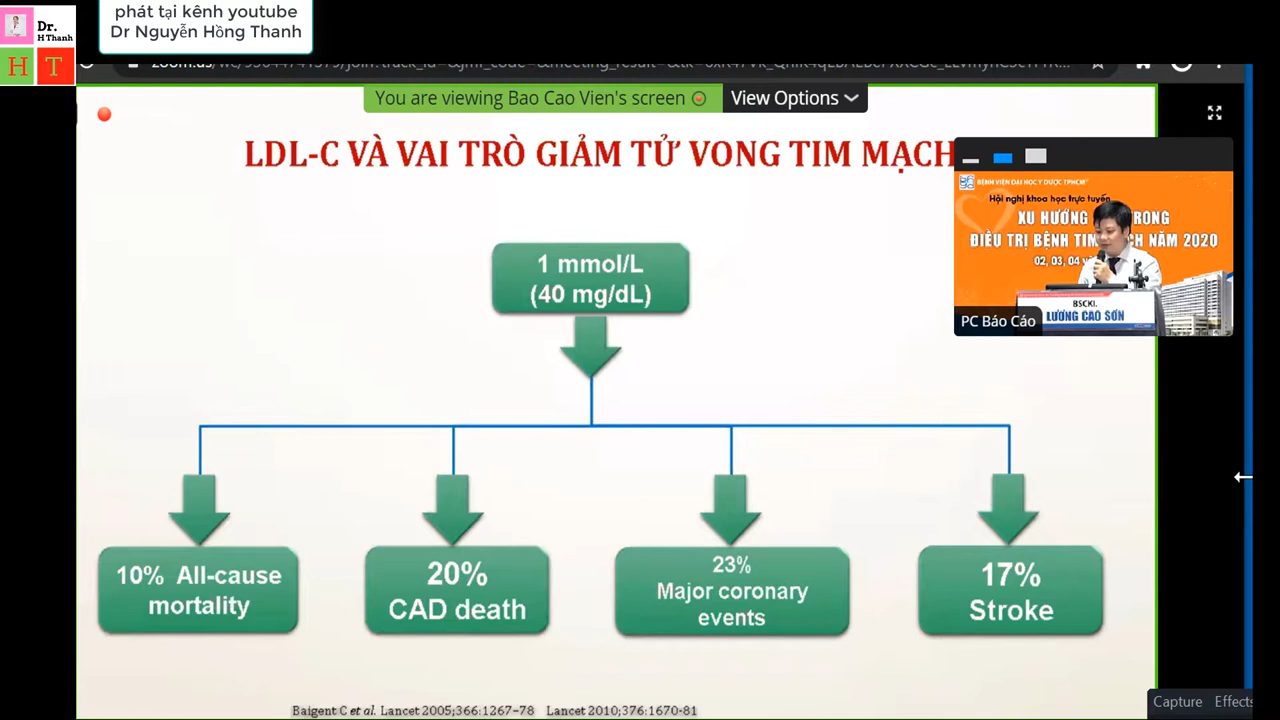 phát tại kênh youtube
Dr Nguyễn Hồng Thanh
Dr.
H Thanh
H T
You are viewing Bao Cao Vien's screen
View Options
LDL-C VÀ VAI TRÒ GIẢM TỬ VONG TIM MẠCH
BỆNH VIỆN ĐẠI HỌC Y DƯỢC TPHCM
Hội nghị khoa học trực tuyến
XU HƯỚNG
TRONG
ĐIỀU TRỊ BỆNH TIM
CH NĂM 2020
02, 03, 04
BSCKI.
LƯƠNG CAO SƠN
PC Báo Cáo
1 mmol/L
(40 mg/dL)
10% All-cause
mortality
20%
CAD death
23%
Major coronary
events
17%
Stroke
Baigent C et al. Lancet 2005;366:1267–78 Lancet 2010;376:1670-81
Capture Effects